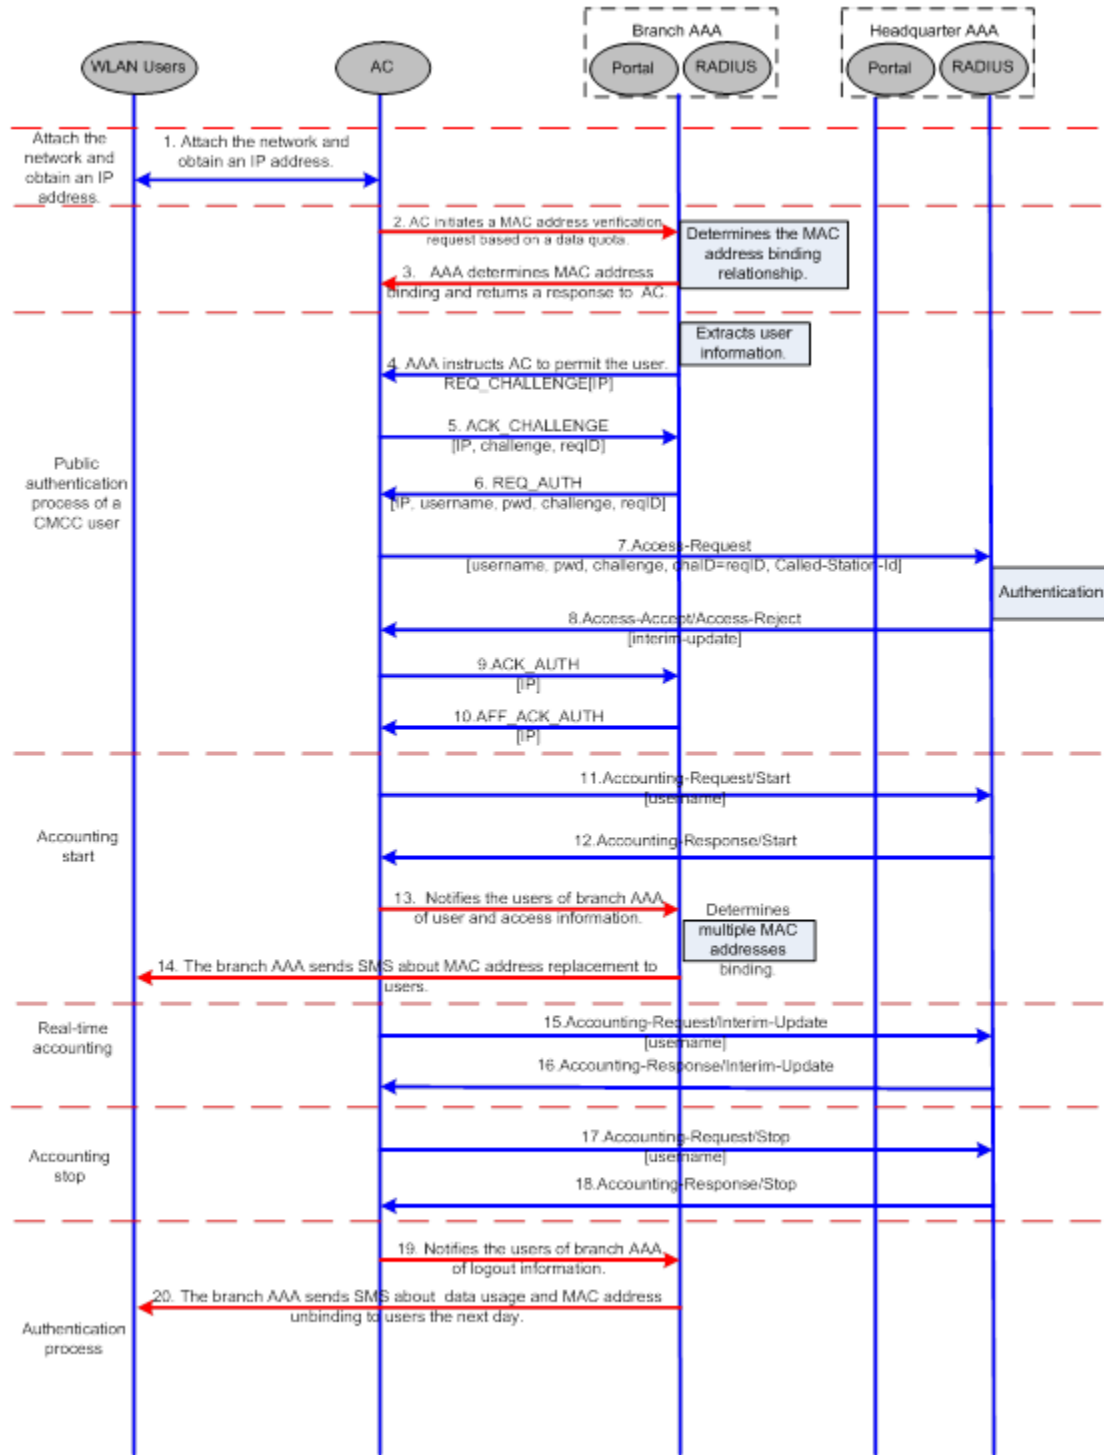 Branch AAA
Headquarter AAA
WLAN Users
AC
Portal
RADIUS
Portal
RADIUS
Attach the
network and
obtain an IP
address.
1. Attach the network and
obtain an IP address.
2. AC initiates a MAC address verification
request based on a data quota.
Determines the MAC
address binding
relationship.
3. AAA determines MAC address
binding and returns a response to AC.
Extracts user
information.
4. AAA instructs AC to permit the user.
REQ_CHALLENGE[IP]
5. ACK_CHALLENGE
[IP, challenge, reqID]
Public
authentication
process of a
CMCC user
6. REQ_AUTH
[IP, username, pwd, challenge, reqID]
7.Access-Request
[username, pwd, challenge, chaID=reqID, Called-Station-Id]
Authentication
8.Access-Accept/Access-Reject
[interim-update]
9.ACK_AUTH
[IP]
10.AFF_ACK_AUTH
[IP]
11.Accounting-Request/Start
[username]
Accounting
start
12.Accounting-Response/Start
13. Notifies the users of branch AAA
of user and access information.
Determines
multiple MAC
addresses
binding.
14. The branch AAA sends SMS about MAC address replacement to
users.
Real-time
accounting
15.Accounting-Request/Interim-Update
[username]
16.Accounting-Response/Interim-Update
Accounting
stop
17.Accounting-Request/Stop
[username]
18.Accounting-Response/Stop
19. Notifies the users of branch AAA
of logout information.
20. The branch AAA sends SMS about data usage and MAC address
unbinding to users the next day.
Authentication
process